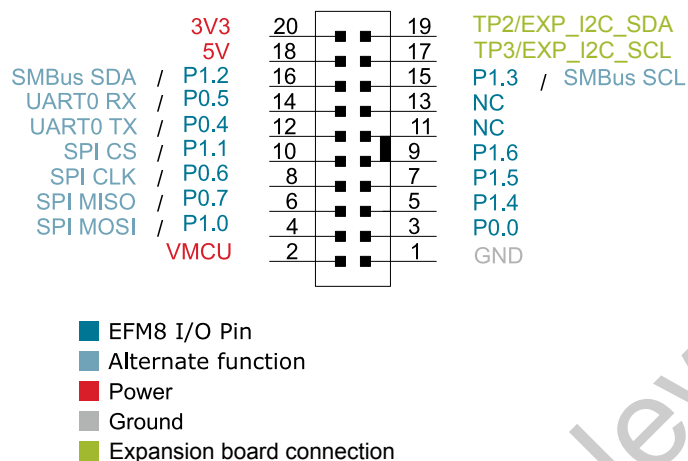 3V3 20 19 TP2/EXP_I2C_SDA
5V 18 17 TP3/EXP_I2C_SCL
SMBus SDA / P1.2 16 15 P1.3 / SMBus SCL
UART0 RX / P0.5 14 13 NC
UART0 TX / P0.4 12 11 NC
SPI CS / P1.1 10 9 P1.6
SPI CLK / P0.6 8 7 P1.5
SPI MISO / P0.7 6 5 P1.4
SPI MOSI / P1.0 4 3 P0.0
VMCU 2 1 GND
EFM8 I/O Pin
Alternate function
Power
Ground
Expansion board connection